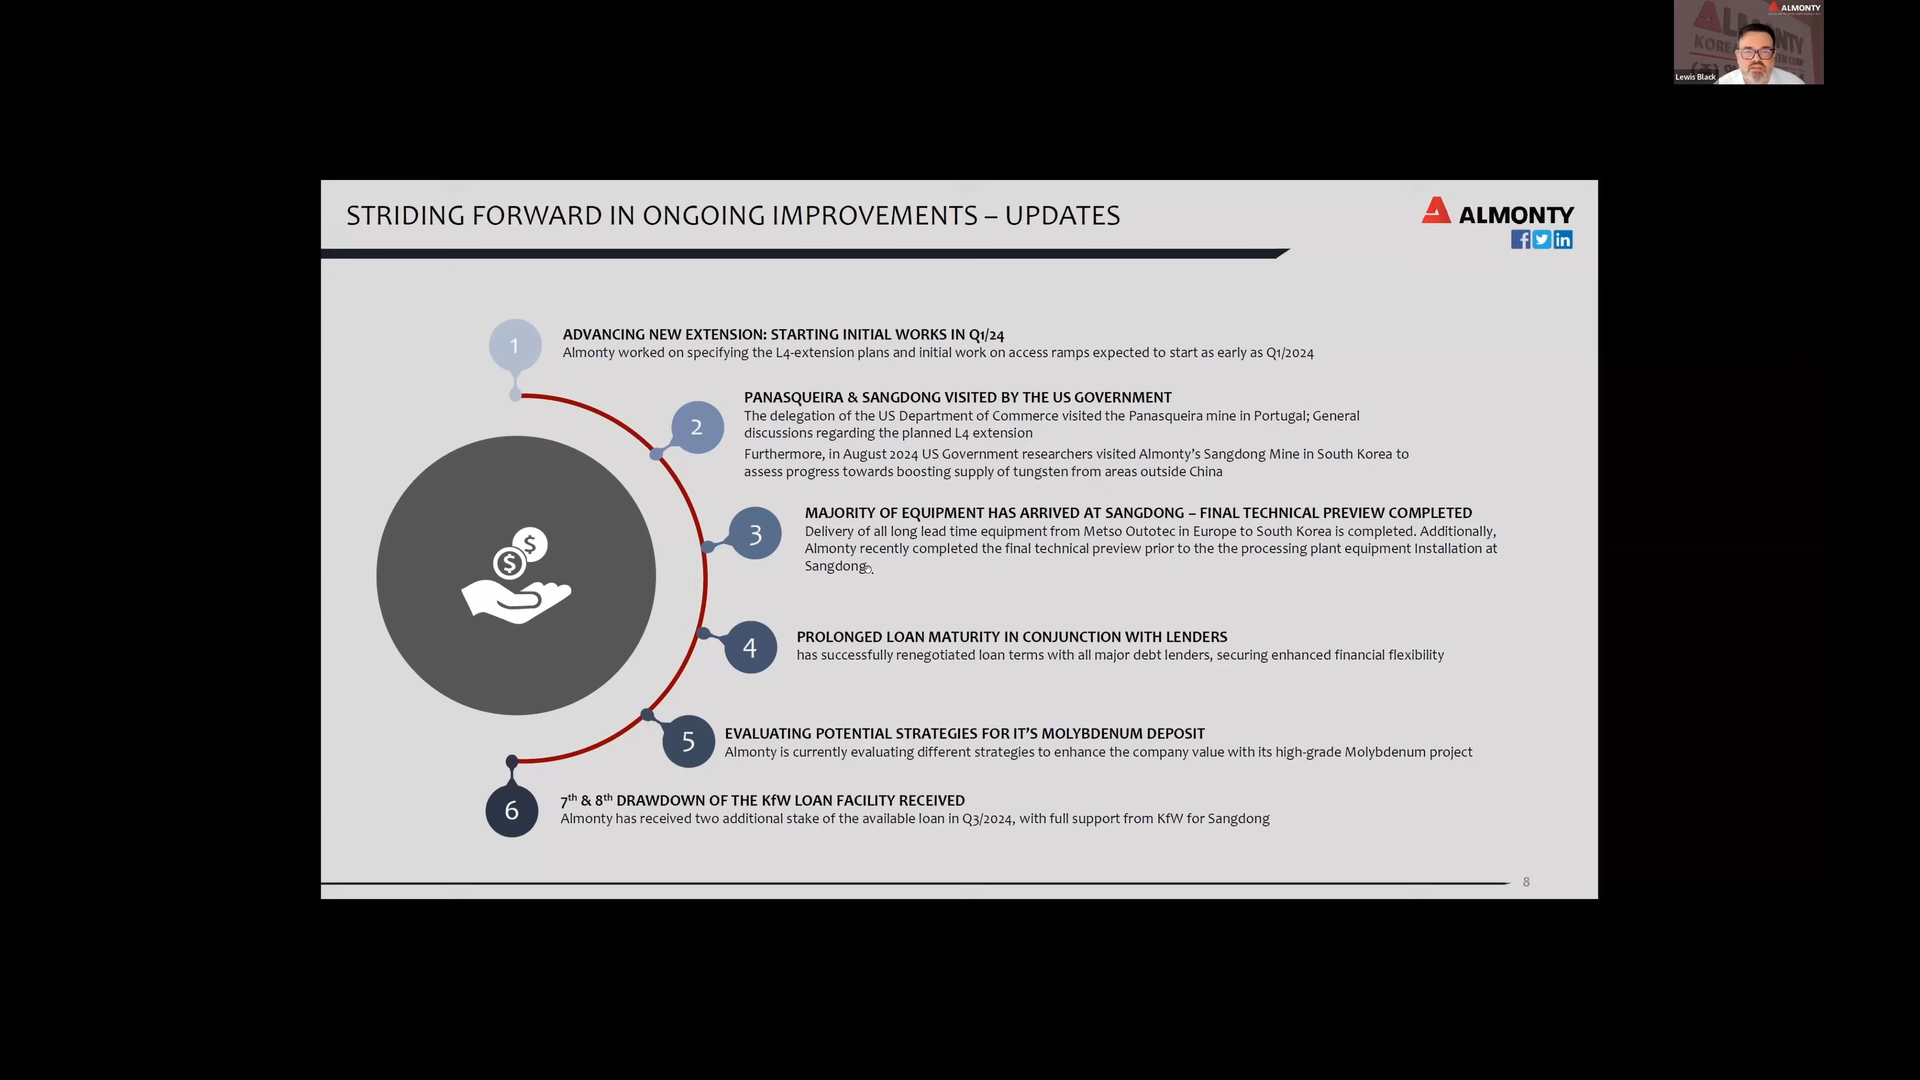 ALMONTY
Lewis Black
STRIDING FORWARD IN ONGOING IMPROVEMENTS – UPDATES
ALMONTY
1
ADVANCING NEW EXTENSION: STARTING INITIAL WORKS IN Q1/24
Almonty worked on specifying the L4-extension plans and initial work on access ramps expected to start as early as Q1/2024
2
PANASQUEIRA & SANGDONG VISITED BY THE US GOVERNMENT
The delegation of the US Department of Commerce visited the Panasqueira mine in Portugal; General
discussions regarding the planned L4 extension
Furthermore, in August 2024 US Government researchers visited Almonty's Sangdong Mine in South Korea to
assess progress towards boosting supply of tungsten from areas outside China
3
MAJORITY OF EQUIPMENT HAS ARRIVED AT SANGDONG – FINAL TECHNICAL PREVIEW COMPLETED
Delivery of all long lead time equipment from Metso Outotec in Europe to South Korea is completed. Additionally,
Almonty recently completed the final technical preview prior to the the processing plant equipment Installation at
Sangdong.
4
PROLONGED LOAN MATURITY IN CONJUNCTION WITH LENDERS
has successfully renegotiated loan terms with all major debt lenders, securing enhanced financial flexibility
5
EVALUATING POTENTIAL STRATEGIES FOR IT'S MOLYBDENUM DEPOSIT
Almonty is currently evaluating different strategies to enhance the company value with its high-grade Molybdenum project
6
7th & 8th DRAWDOWN OF THE KfW LOAN FACILITY RECEIVED
Almonty has received two additional stake of the available loan in Q3/2024, with full support from KfW for Sangdong
8